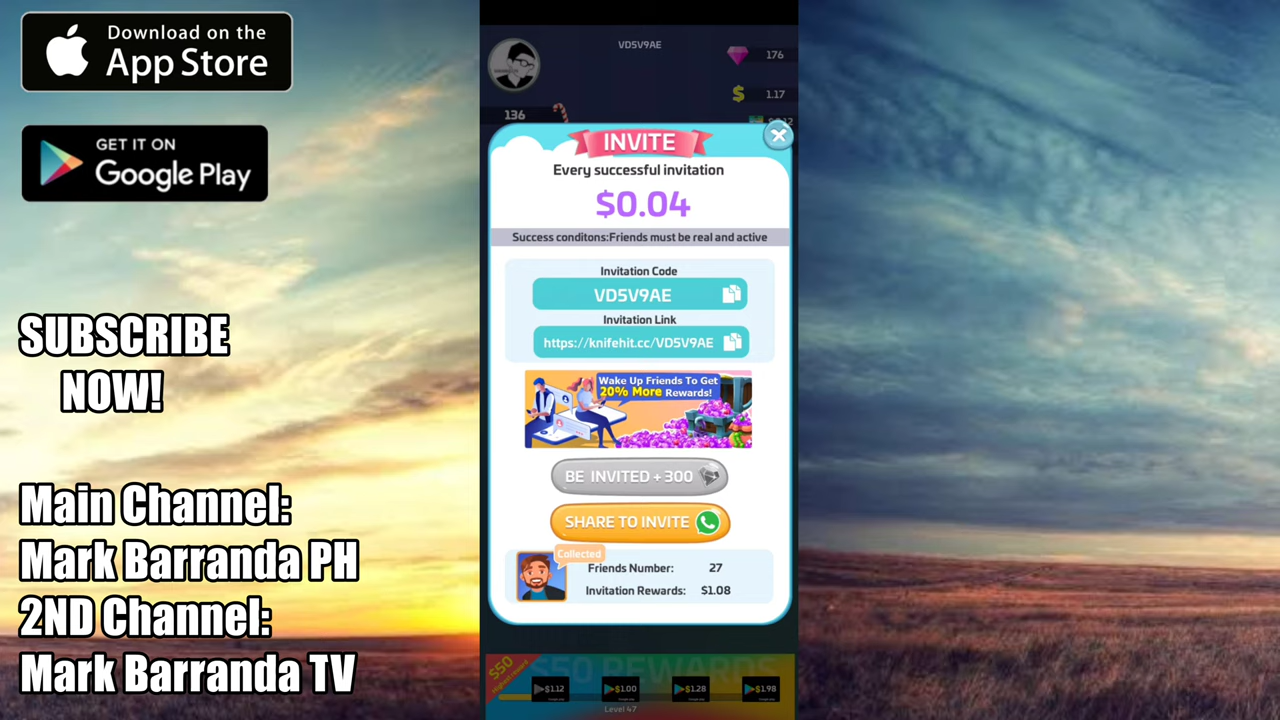 Download on the
App Store
GET IT ON
Google Play
SUBSCRIBE
NOW!
Main Channel:
Mark Barranda PH
2ND Channel:
Mark Barranda TV
VD5V9AE
176
$ 1.17
136
INVITE
Every successful invitation
$0.04
Success conditons:Friends must be real and active
Invitation Code
VD5V9AE
Invitation Link
https://knifehit.cc/VD5V9AE
Wake Up Friends To Get
20% More Rewards!
BE INVITED + 300
SHARE TO INVITE
Collected
Friends Number: 27
Invitation Rewards: $1.08
$50 REWARDS
$50
Highest reward
$1.12 $1.00 $1.28 $1.98
Level 47